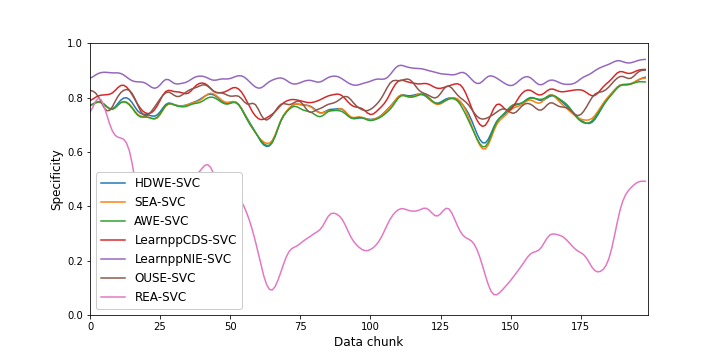 1.0
0.8
0.6
0.4
0.2
0.0
Specificity
HDWE-SVC
SEA-SVC
AWE-SVC
LearnppCDS-SVC
LearnppNIE-SVC
OUSE-SVC
REA-SVC
0 25 50 75 100 125 150 175
Data chunk